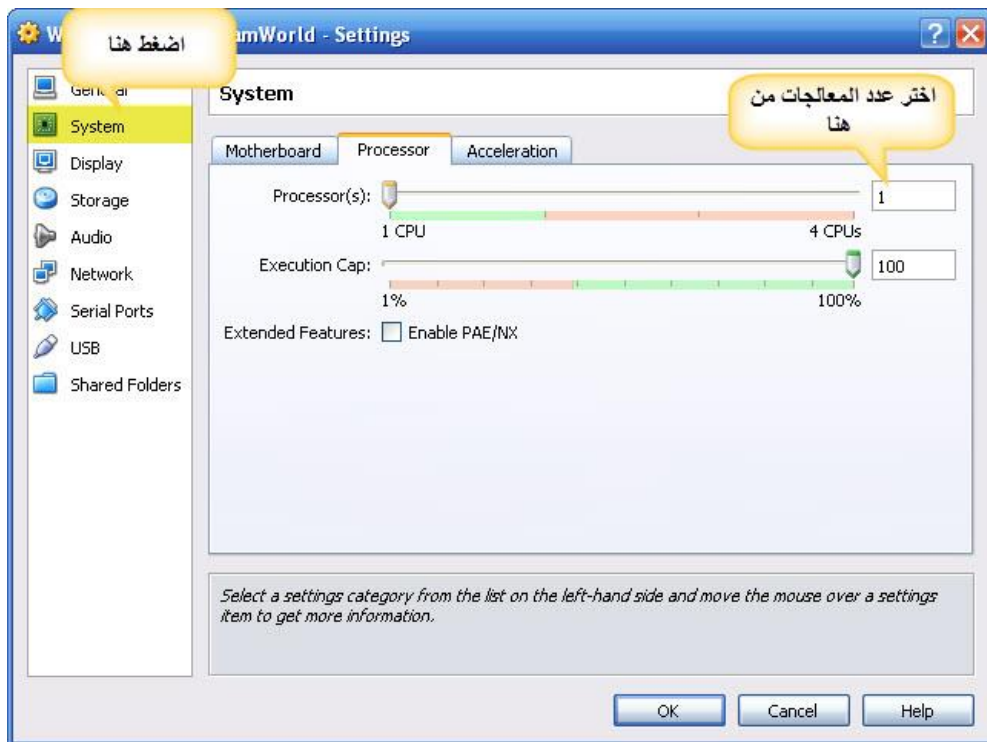 اضغط هنا
W
amWorld - Settings
General
System
Display
Storage
Audio
Network
Serial Ports
USB
Shared Folders
System
اختر عدد المعالجات من
هنا
Motherboard Processor Acceleration
Processor(s): 1
1 CPU 4 CPUs
Execution Cap: 100
1% 100%
Extended Features: Enable PAE/NX
Select a settings category from the list on the left-hand side and move the mouse over a settings
item to get more information.
OK Cancel Help